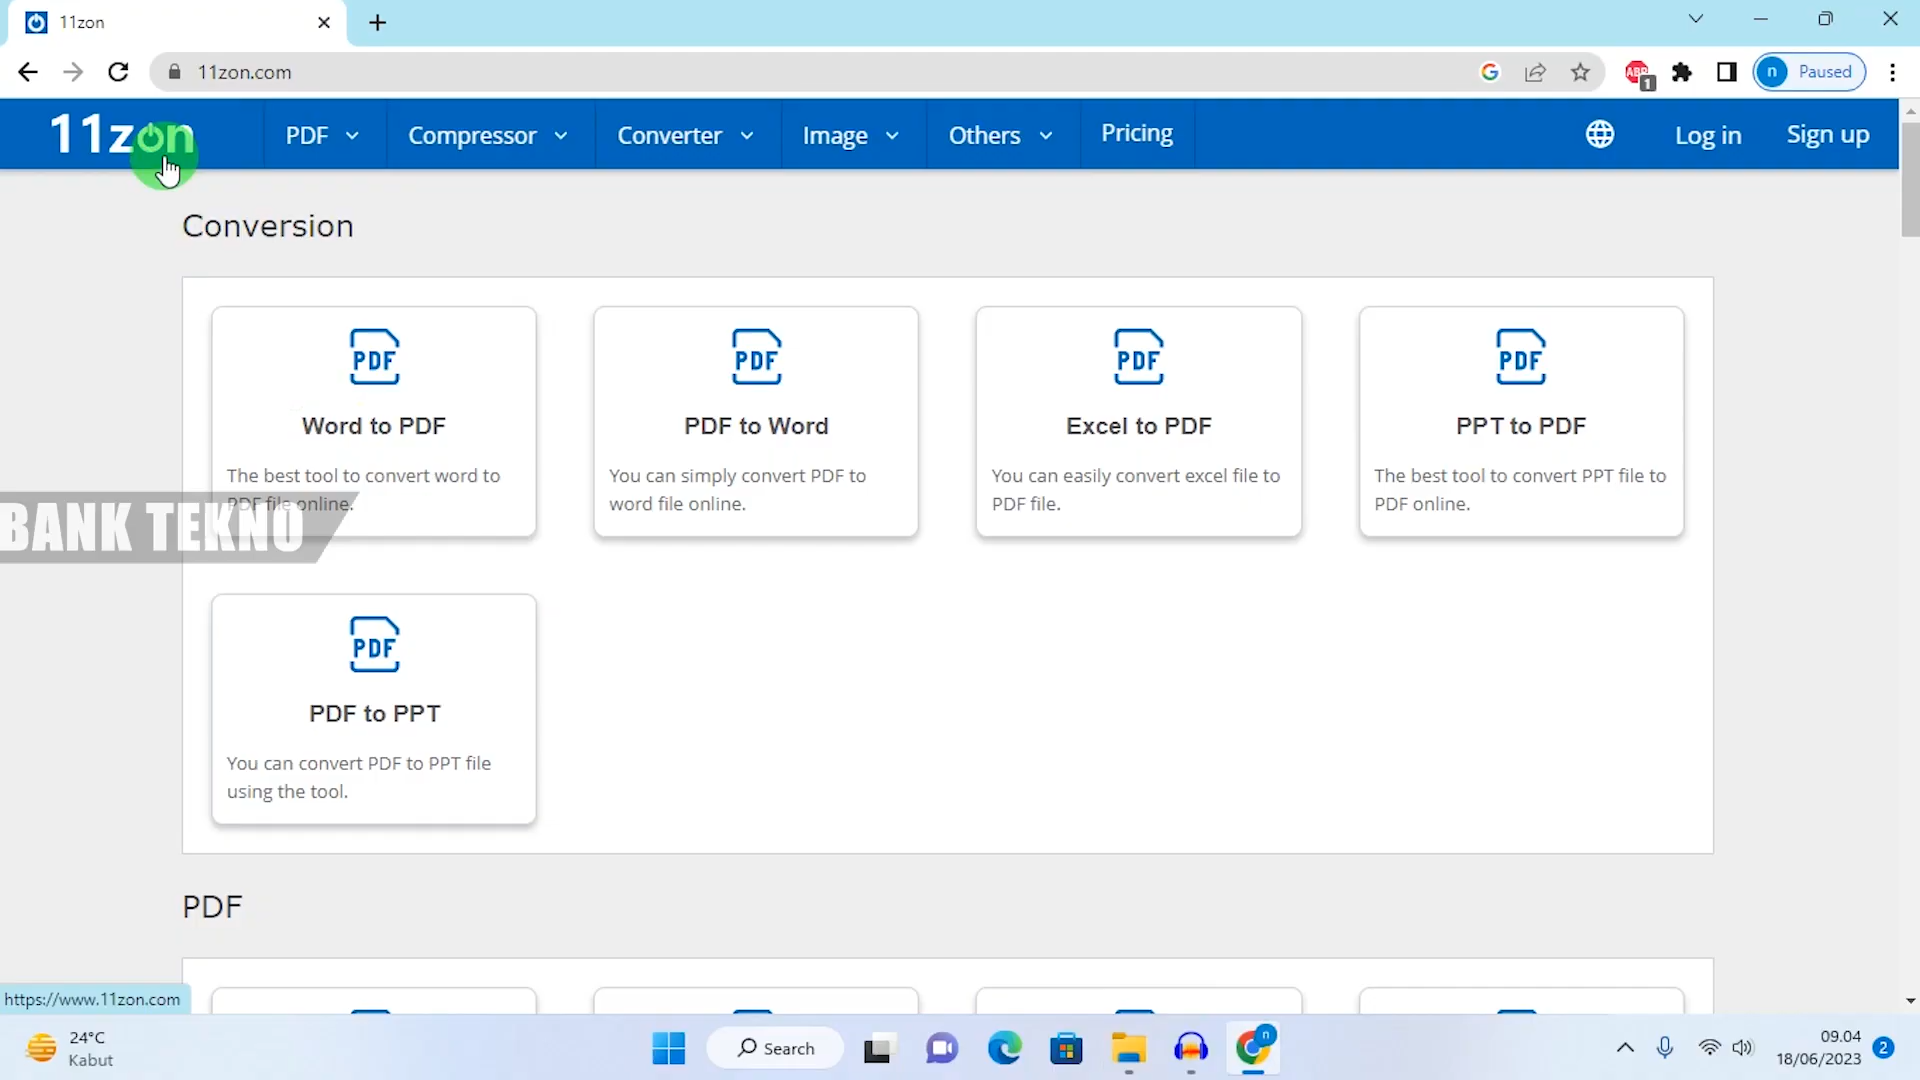 11zon
11zon.com
ABP
1
n
Paused
11zon
PDF
Compressor
Converter
Image
Others
Pricing
Log in
Sign up
Conversion
PDF
PDF
PDF
PDF
Word to PDF
PDF to Word
Excel to PDF
PPT to PDF
The best tool to convert word to
PDF file online.
You can simply convert PDF to
word file online.
You can easily convert excel file to
PDF file.
The best tool to convert PPT file to
PDF online.
BANK TEKNO
PDF
PDF to PPT
You can convert PDF to PPT file
using the tool.
PDF
https://www.11zon.com
24°C
Kabut
Search
n
09.04
18/06/2023
2